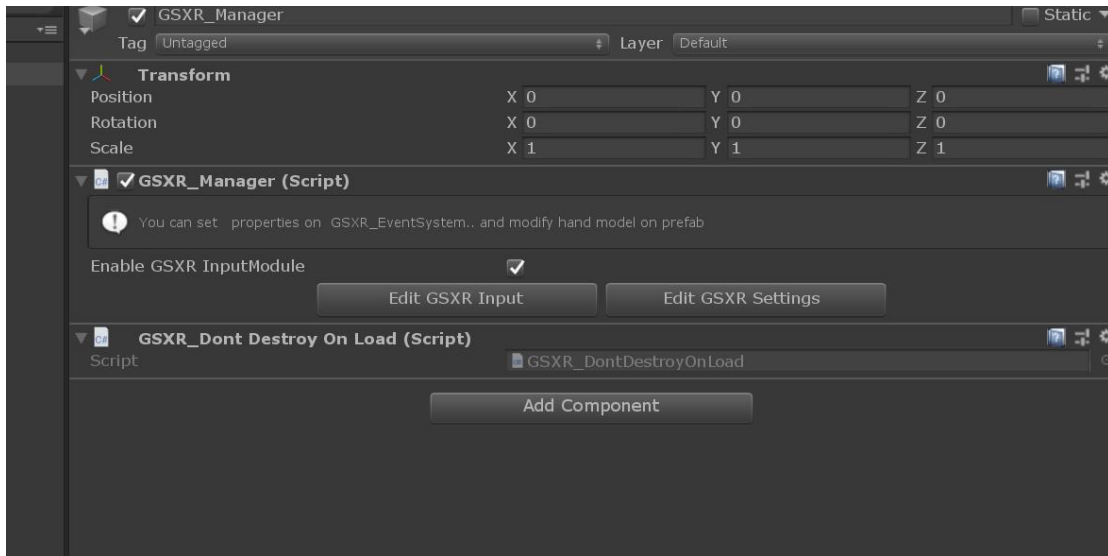 GSXR_Manager Static
Tag Untagged Layer Default
Transform
Position X 0 Y 0 Z 0
Rotation X 0 Y 0 Z 0
Scale X 1 Y 1 Z 1
C# GSXR_Manager (Script)
You can set properties on GSXR_EventSystem.. and modify hand model on prefab
Enable GSXR InputModule
Edit GSXR Input Edit GSXR Settings
C# GSXR_Dont Destroy On Load (Script)
Script GSXR_DontDestroyOnLoad
Add Component